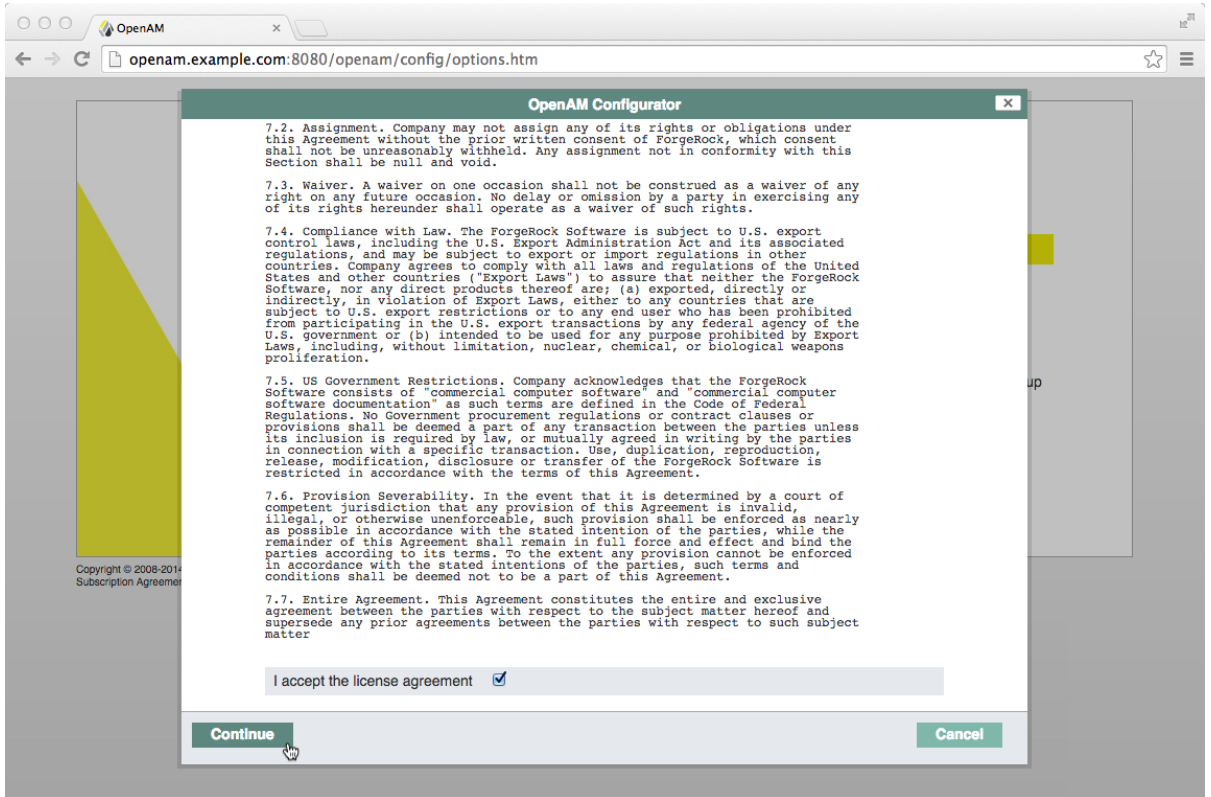 OpenAM
openam.example.com:8080/openam/config/options.htm
OpenAM Configurator
7.2. Assignment. Company may not assign any of its rights or obligations under
this Agreement without the prior written consent of ForgeRock, which consent
shall not be unreasonably withheld. Any assignment not in conformity with this
Section shall be null and void.
7.3. Waiver. A waiver on one occasion shall not be construed as a waiver of any
right on any future occasion. No delay or omission by a party in exercising any
of its rights hereunder shall operate as a waiver of such rights.
7.4. Compliance with Law. The ForgeRock Software is subject to U.S. export
control laws, including the U.S. Export Administration Act and its associated
regulations, and may be subject to export or import regulations in other
countries. Company agrees to comply with all laws and regulations of the United
States and other countries ("Export Laws") to assure that neither the ForgeRock
Software, nor any direct products thereof are; (a) exported, directly or
indirectly, in violation of Export Laws, either to any countries that are
subject to U.S. export restrictions or to any end user who has been prohibited
from participating in the U.S. export transactions by any federal agency of the
U.S. government or (b) intended to be used for any purpose prohibited by Export
Laws, including, without limitation, nuclear, chemical, or biological weapons
proliferation.
7.5. US Government Restrictions. Company acknowledges that the ForgeRock
Software consists of "commercial computer software" and "commercial computer
software documentation" as such terms are defined in the Code of Federal
Regulations. No Government procurement regulations or contract clauses or
provisions shall be deemed a part of any transaction between the parties unless
its inclusion is required by law, or mutually agreed in writing by the parties
in connection with a specific transaction. Use, duplication, reproduction,
release, modification, disclosure or transfer of the ForgeRock Software is
restricted in accordance with the terms of this Agreement.
up
7.6. Provision Severability. In the event that it is determined by a court of
competent jurisdiction that any provision of this Agreement is invalid,
illegal, or otherwise unenforceable, such provision shall be enforced as nearly
as possible in accordance with the stated intention of the parties, while the
remainder of this Agreement shall remain in full force and effect and bind the
parties according to its terms. To the extent any provision cannot be enforced
in accordance with the stated intentions of the parties, such terms and
conditions shall be deemed not to be a part of this Agreement.
Copyright © 2008-2014
Subscription Agreemer
7.7. Entire Agreement. This Agreement constitutes the entire and exclusive
agreement between the parties with respect to the subject matter hereof and
supersede any prior agreements between the parties with respect to such subject
matter
I accept the license agreement
Continue
Cancel